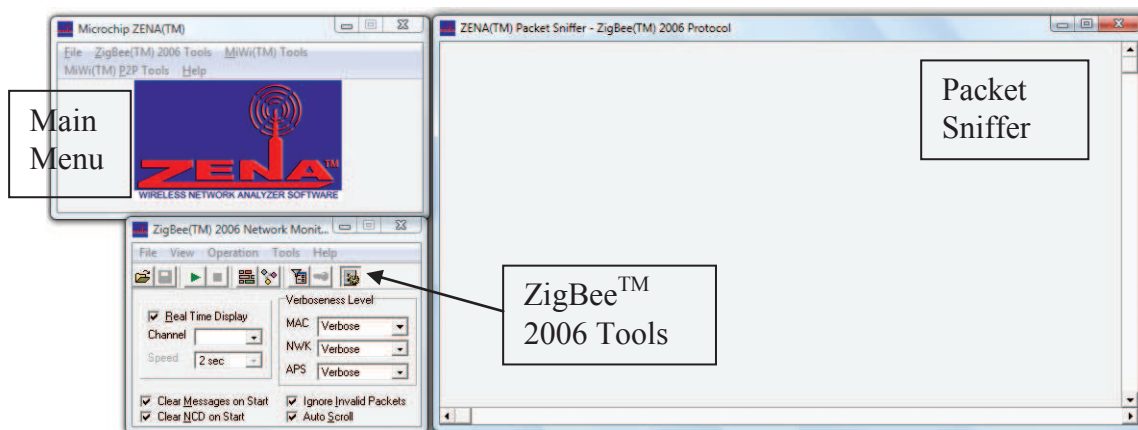 Microchip ZENA(TM)
File ZigBee(TM) 2006 Tools MiWi(TM) Tools
MiWi(TM) P2P Tools Help
Main
Menu
ZENA™
WIRELESS NETWORK ANALYZER SOFTWARE
ZENA(TM) Packet Sniffer - ZigBee(TM) 2006 Protocol
Packet
Sniffer
ZigBee(TM) 2006 Network Monit...
File View Operation Tools Help
Real Time Display
Channel
Speed 2 sec
Verboseness Level
MAC Verbose
NWK Verbose
APS Verbose
Clear Messages on Start
Ignore Invalid Packets
Clear NCD on Start
Auto Scroll
ZigBee™
2006 Tools